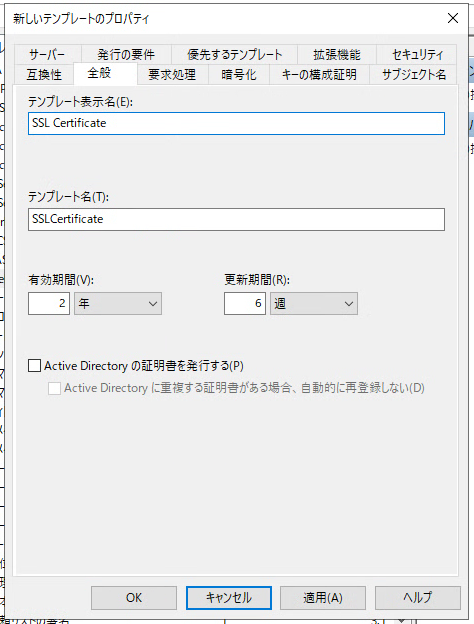 新しいテンプレートのプロパティ
サーバー 発行の要件 優先するテンプレート 拡張機能 セキュリティ
互換性 全般 要求処理 暗号化 キーの構成証明 サブジェクト名
テンプレート表示名(E):
SSL Certificate
テンプレート名(T):
SSLCertificate
有効期間(V): 更新期間(R):
2 年 6 週
Active Directory の証明書を発行する(P)
Active Directory に重複する証明書がある場合、自動的に再登録しない(D)
OK キャンセル 適用(A) ヘルプ